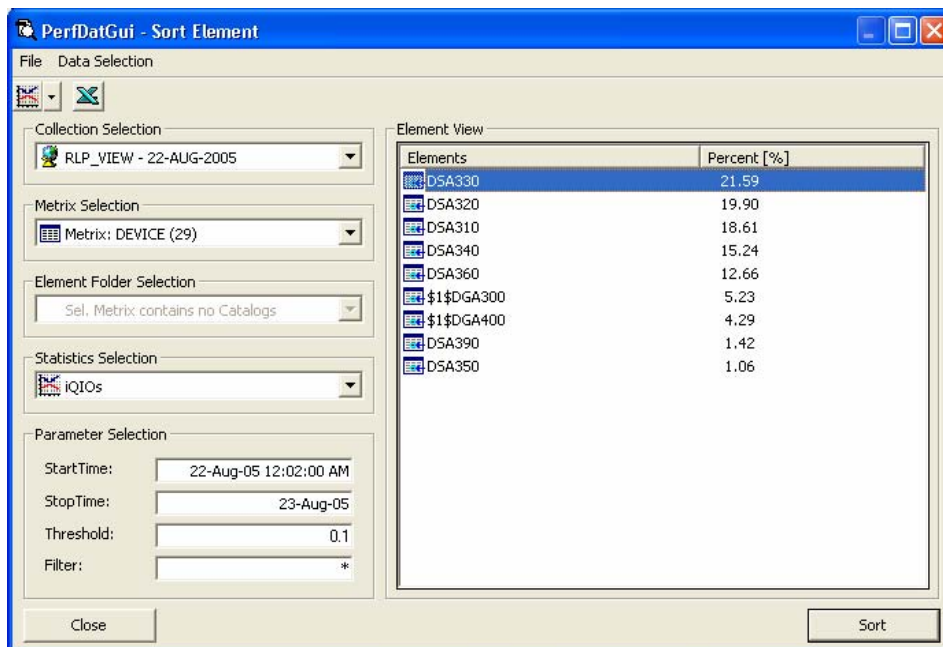 PerfDatGui - Sort Element
File Data Selection
Collection Selection
RLP_VIEW - 22-AUG-2005
Metrix Selection
Metrix: DEVICE (29)
Element Folder Selection
Sel. Metrix contains no Catalogs
Statistics Selection
iQIOs
Parameter Selection
StartTime: 22-Aug-05 12:02:00 AM
StopTime: 23-Aug-05
Threshold: 0.1
Filter: *
Close
Element View
Elements Percent [%]
DSA330 21.59
DSA320 19.90
DSA310 18.61
DSA340 15.24
DSA360 12.66
$1$DGA300 5.23
$1$DGA400 4.29
DSA390 1.42
DSA350 1.06
Sort